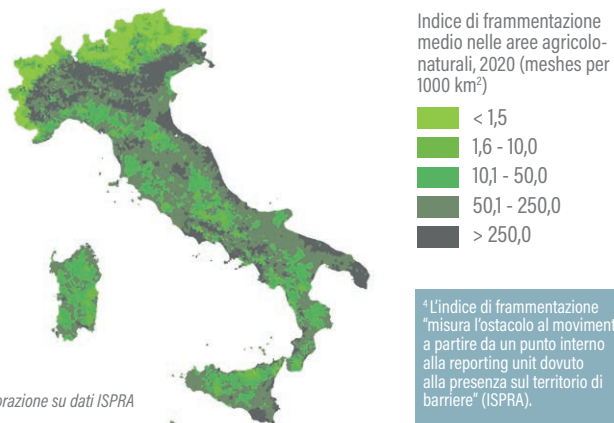 Indice di frammentazione
medio nelle aree agricolo-
naturali, 2020 (meshes per
1000 km²)
< 1,5
1,6 - 10,0
10,1 - 50,0
50,1 - 250,0
> 250,0
⁴ L'indice di frammentazione
"misura l'ostacolo al
a partire da un punto interno
alla reporting unit dovuto
alla presenza sul territorio di
barriere" (ISPRA).
su dati ISPRA